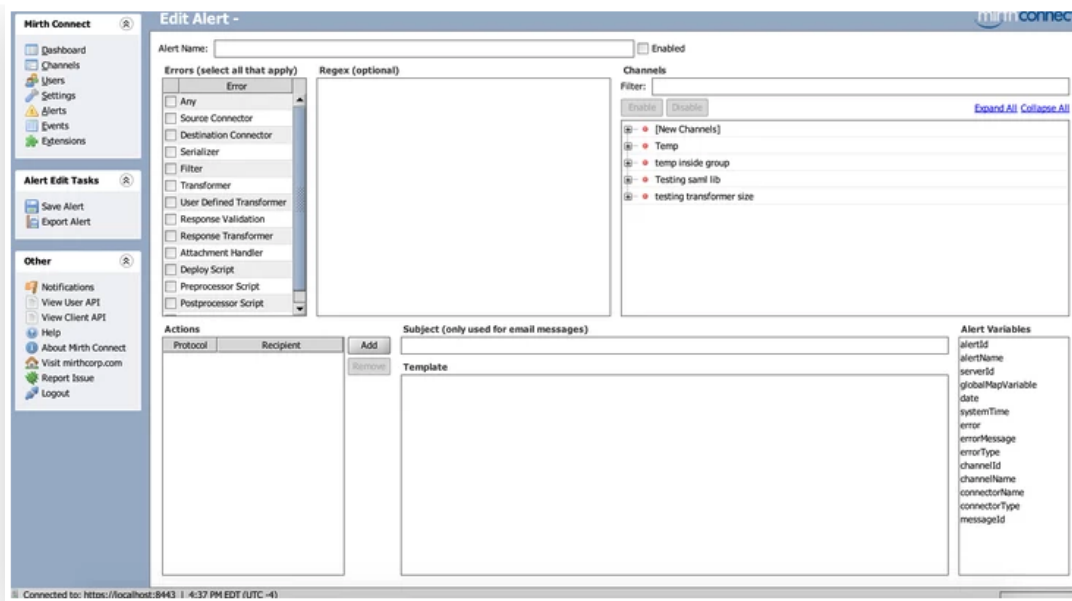 Mirth Connect
Dashboard
Channels
Users
Settings
Alerts
Events
Extensions
Alert Edit Tasks
Save Alert
Export Alert
Other
Notifications
View User API
View Client API
Help
About Mirth Connect
Visit mirthcorp.com
Report Issue
Logout
Edit Alert -
mirth connect
Alert Name:
Enabled
Errors (select all that apply)
Error
Any
Source Connector
Destination Connector
Serializer
Filter
Transformer
User Defined Transformer
Response Validation
Response Transformer
Attachment Handler
Deploy Script
Preprocessor Script
Postprocessor Script
Regex (optional)
Channels
Filter:
Enable Disable
Expand All Collapse All
[New Channels]
Temp
temp inside group
Testing saml lib
testing transformer size
Actions
Protocol Recipient
Add
Remove
Subject (only used for email messages)
Template
Alert Variables
alertId
alertName
serverId
globalMapVariable
date
systemTime
error
errorMessage
errorType
channelId
channelName
connectorName
connectorType
messageId
Connected to: https://localhost:8443 | 4:37 PM EDT (UTC -4)